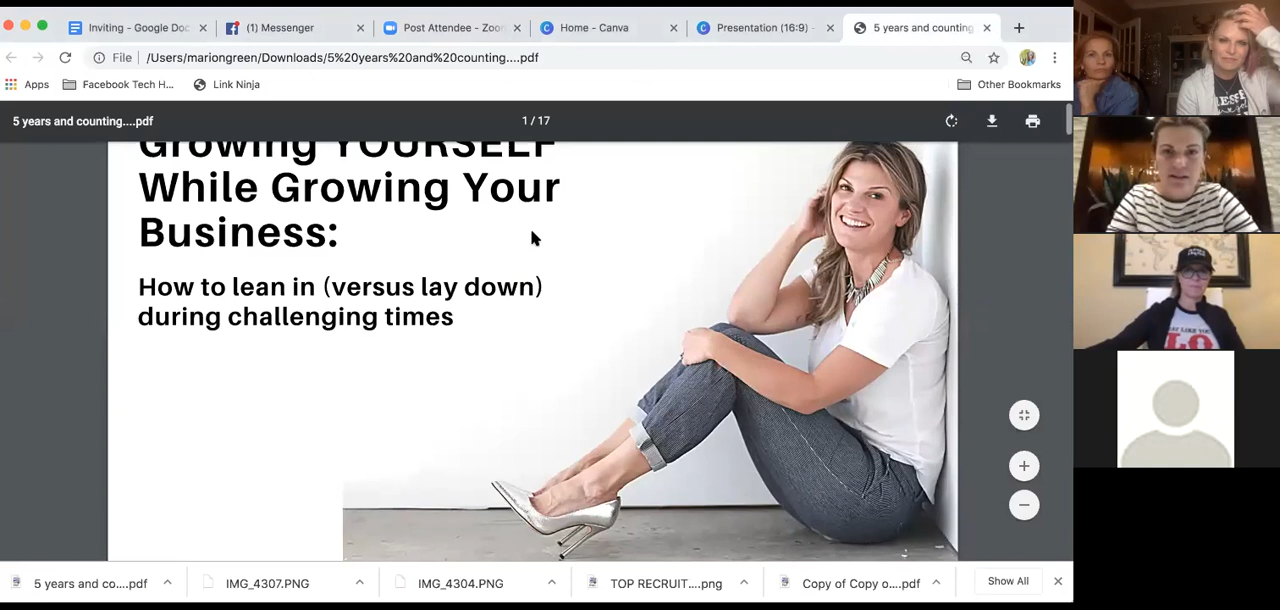 Inviting - Google Doc
(1) Messenger
Post Attendee - Zoo
Home - Canva
Presentation (16:9) -
5 years and counting
File
/Users/mariongreen/Downloads/5%20years%20and%20counting....pdf
Apps
Facebook Tech H...
Link Ninja
Other Bookmarks
5 years and counting....pdf
1 / 17
Growing YOURSELF
While Growing Your
Business:
How to lean in (versus lay down)
during challenging times
5 years and co....pdf
IMG_4307.PNG
IMG_4304.PNG
TOP RECRUIT....png
Copy of Copy o....pdf
Show All